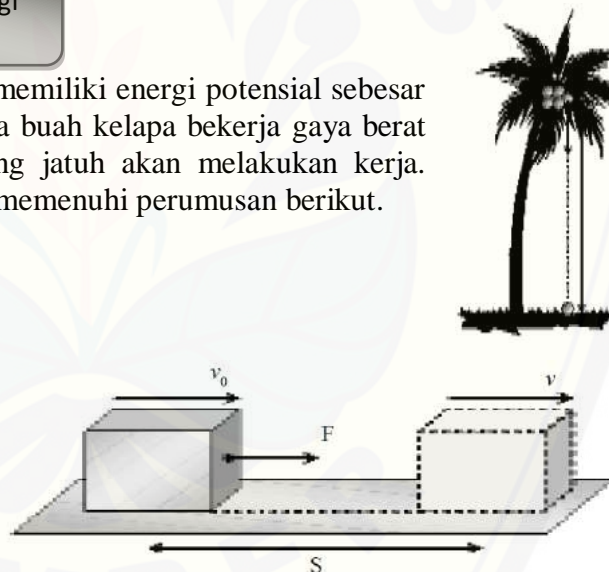 gi
memiliki energi potensial sebesar
a buah kelapa bekerja gaya berat
ng jatuh akan melakukan kerja.
memenuhi perumusan berikut.
v₀
v
F
S